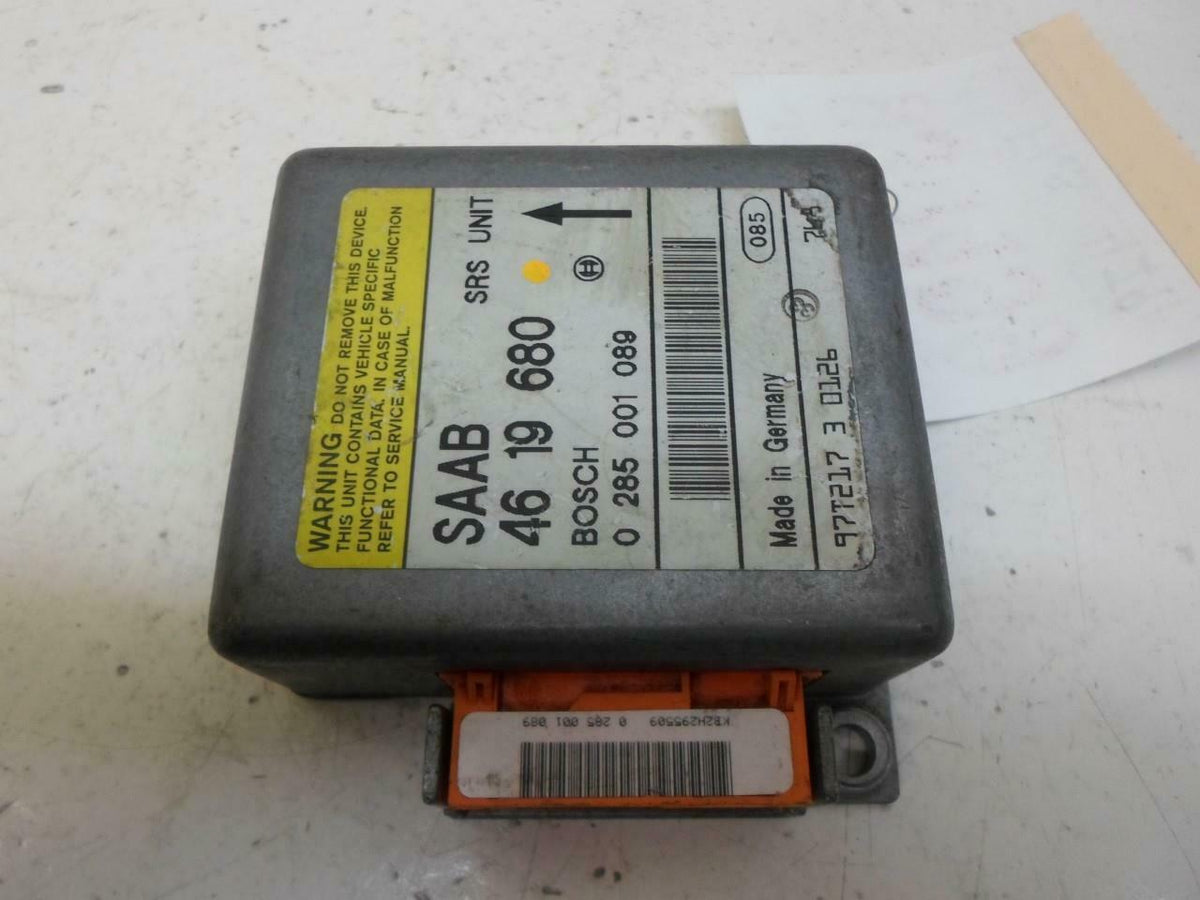 WARNING DO NOT REMOVE THIS DEVICE.
THIS UNIT CONTAINS VEHICLE SPECIFIC
FUNCTIONAL DATA. IN CASE OF MALFUNCTION
REFER TO SERVICE MANUAL.
SAAB SRS UNIT
46 19 680
BOSCH
0 285 001 089
085
Made in Germany
97T217 3 0126
KB2H295509 0 285 001 089